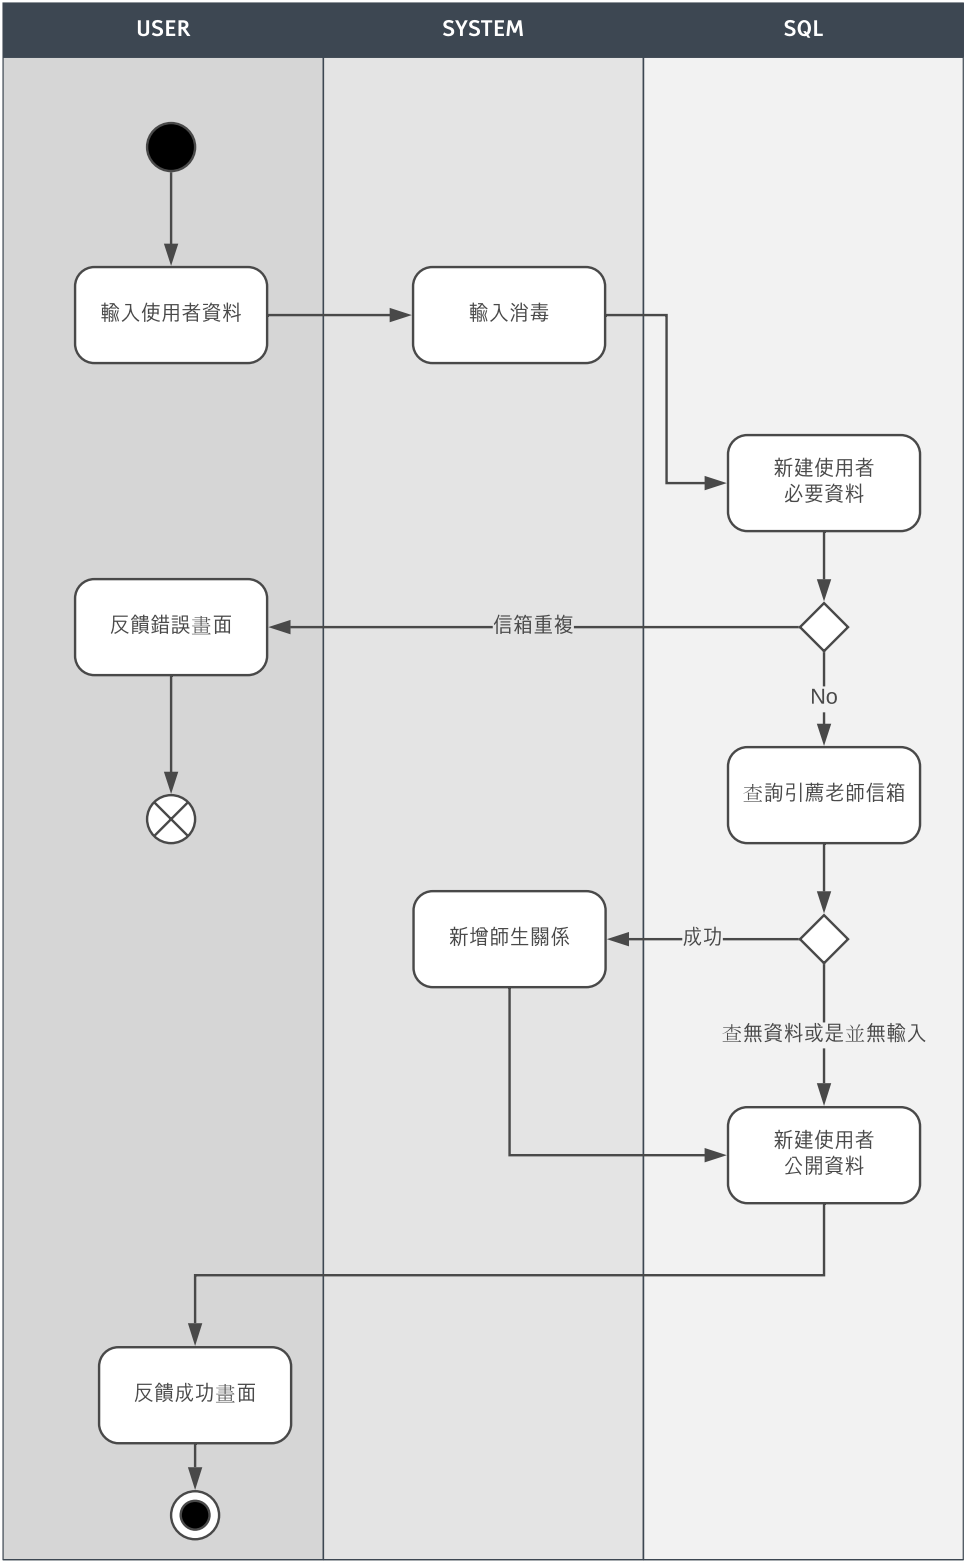 USER
SYSTEM
SQL
輸入使用者資料
輸入消毒
新建使用者
必要資料
反饋錯誤畫面
信箱重複
No
查詢引薦老師信箱
新增師生關係
成功
查無資料或是並無輸入
新建使用者
公開資料
反饋成功畫面